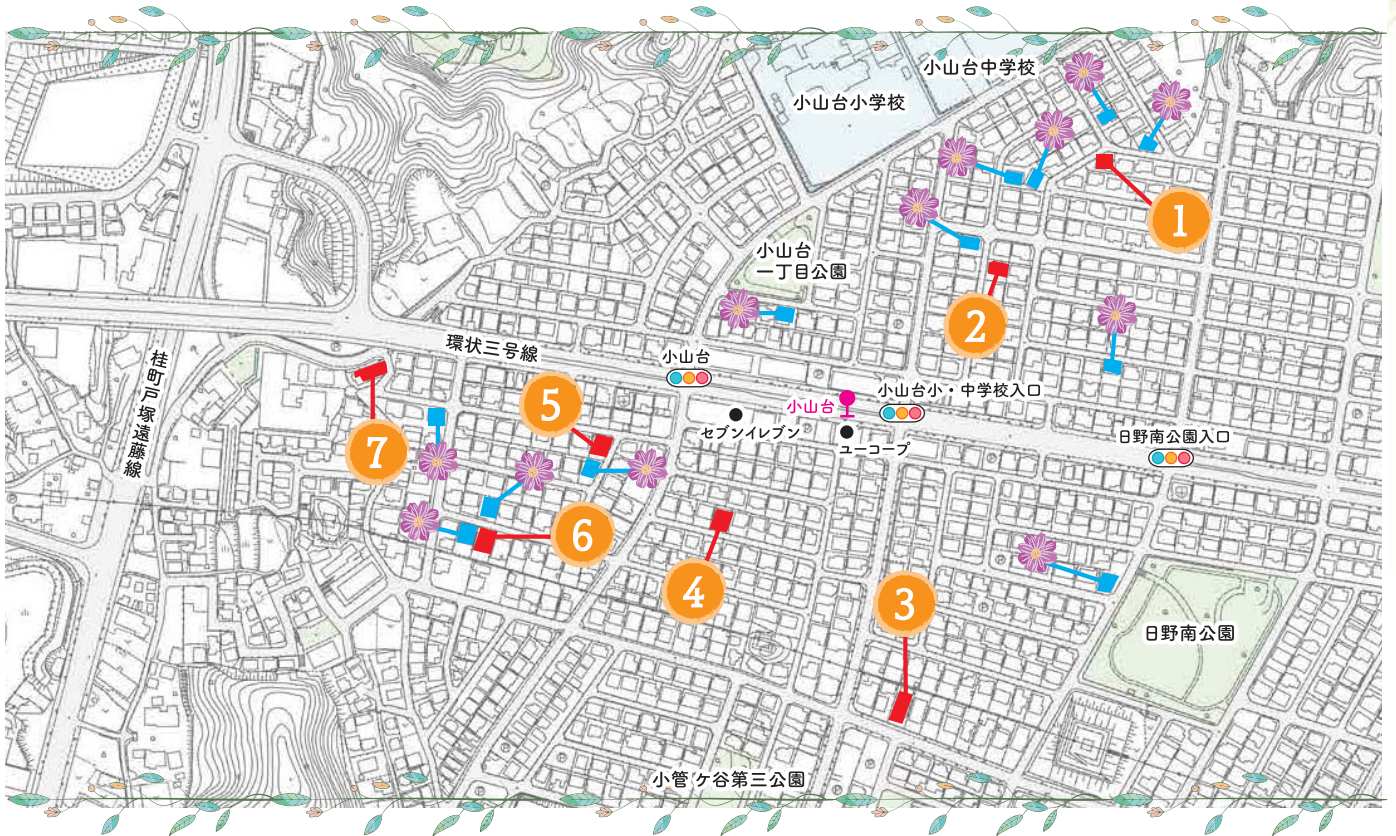 小山台中学校
小山台小学校
1
小山台
一丁目公園
2
環状三号線
小山台
小山台小・中学校入口
小山台
桂町戸塚遠藤線
5
セブンイレブン
ユーコープ
日野南公園入口
7
6
4
3
日野南公園
小管ケ谷第三公園